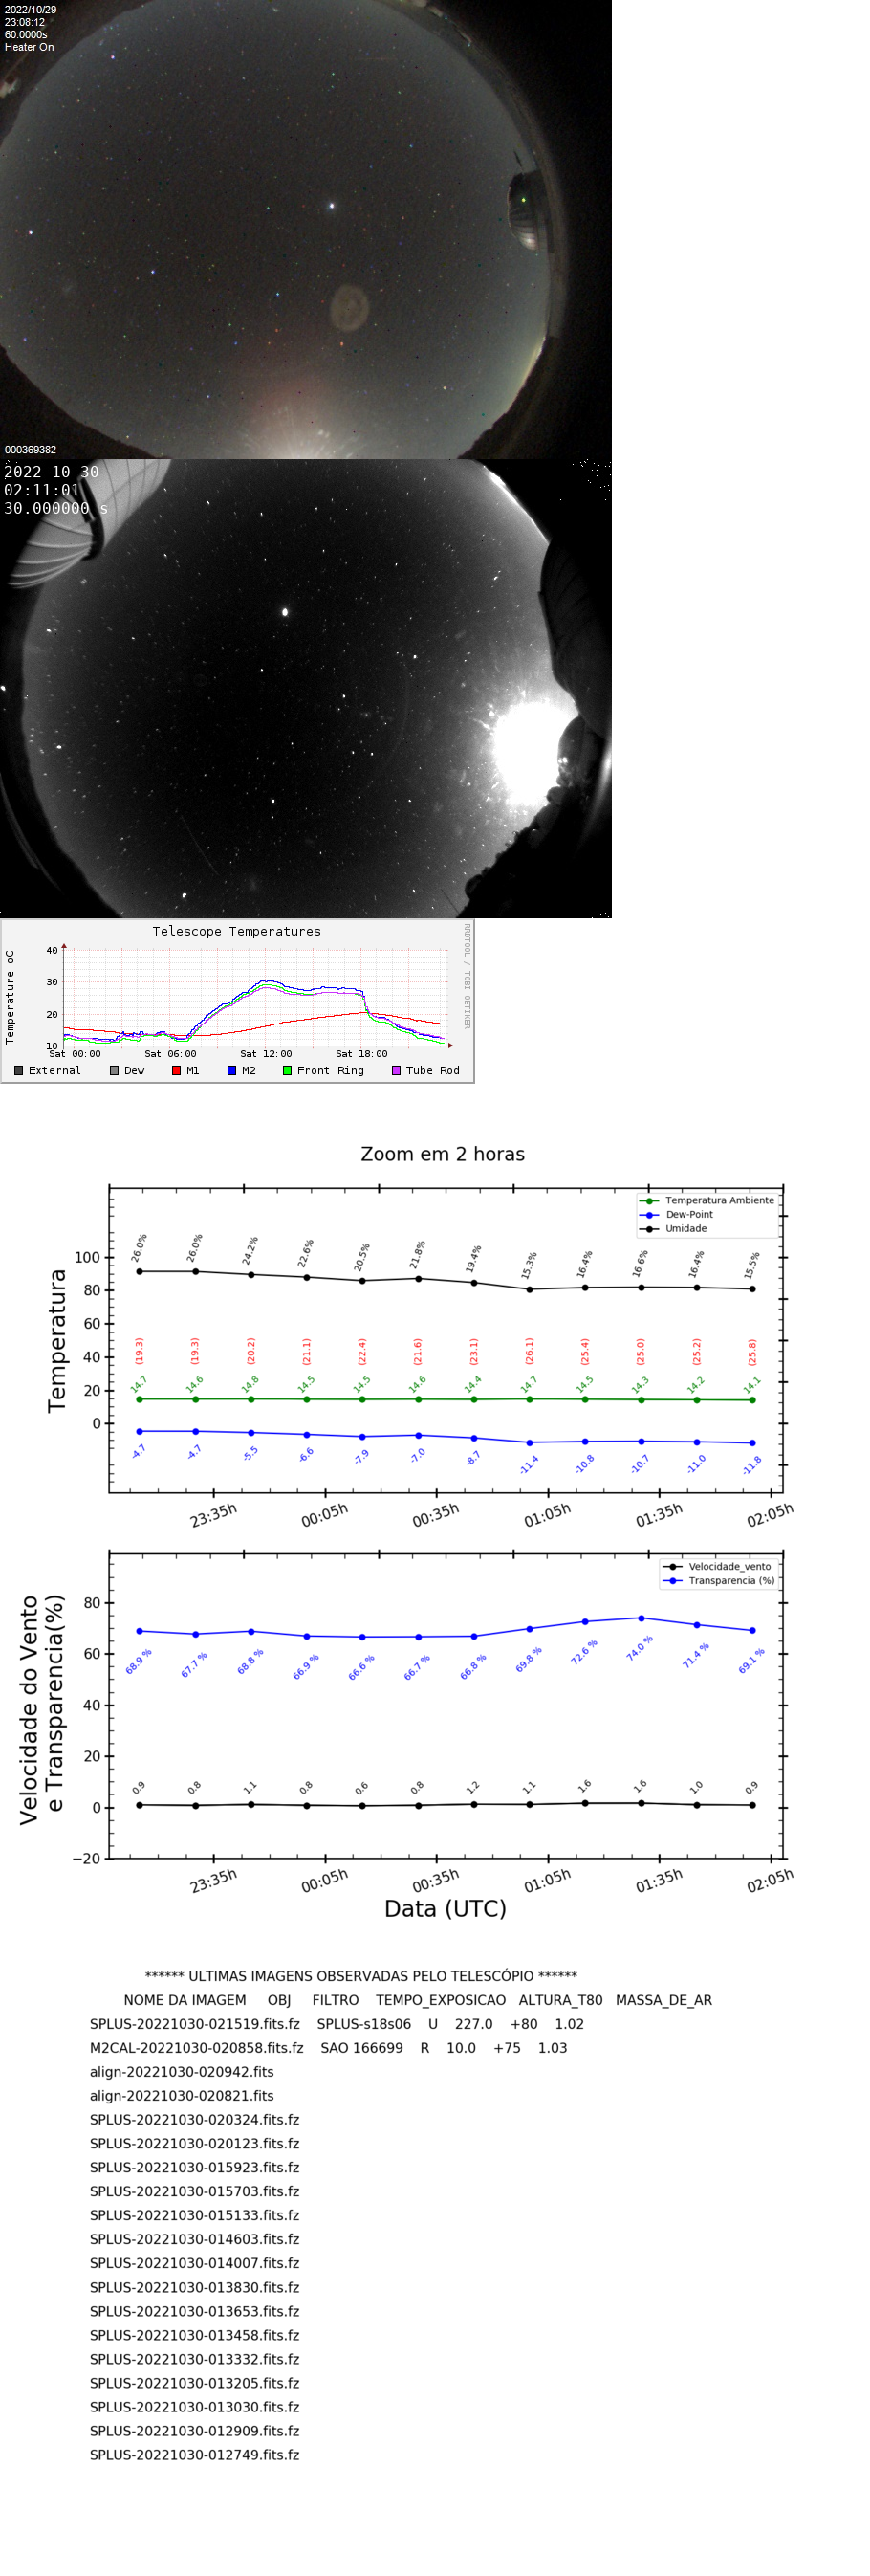 2022/10/29
23:08:12
60.0000s
Heater On
000369382
2022-10-30
02:11:01
30.000000 s
Telescope Temperatures
RRDTOOL / TOBI OETIKER
Temperature oC
40
30
20
10
Sat 00:00 Sat 06:00 Sat 12:00 Sat 18:00
External Dew M1 M2 Front Ring Tube Rod
Zoom em 2 horas
Temperatura Ambiente
Dew-Point
Umidade
Temperatura
100
80
60
40
20
0
26.0% 26.0% 24.2% 22.6% 20.5% 21.8% 19.4% 15.3% 16.4% 16.6% 16.4% 15.5%
(19.3) (19.3) (20.2) (21.1) (22.4) (21.6) (23.1) (26.1) (25.4) (25.0) (25.2) (25.8)
14.7 14.6 14.8 14.5 14.5 14.6 14.4 14.7 14.5 14.3 14.2 14.1
-4.7 -4.7 -5.5 -6.6 -7.9 -7.0 -8.7 -11.4 -10.8 -10.7 -11.0 -11.8
23:35h 00:05h 00:35h 01:05h 01:35h 02:05h
Velocidade_vento
Transparencia (%)
Velocidade do Vento
e Transparencia(%)
80
60
40
20
0
−20
68.9 % 67.7 % 68.8 % 66.9 % 66.6 % 66.7 % 66.8 % 69.8 % 72.6 % 74.0 % 71.4 % 69.1 %
0.9 0.8 1.1 0.8 0.6 0.8 1.2 1.1 1.6 1.6 1.0 0.9
23:35h 00:05h 00:35h 01:05h 01:35h 02:05h
Data (UTC)
****** ULTIMAS IMAGENS OBSERVADAS PELO TELESCÓPIO ******
NOME DA IMAGEM OBJ FILTRO TEMPO_EXPOSICAO ALTURA_T80 MASSA_DE_AR
SPLUS-20221030-021519.fits.fz SPLUS-s18s06 U 227.0 +80 1.02
M2CAL-20221030-020858.fits.fz SAO 166699 R 10.0 +75 1.03
align-20221030-020942.fits
align-20221030-020821.fits
SPLUS-20221030-020324.fits.fz
SPLUS-20221030-020123.fits.fz
SPLUS-20221030-015923.fits.fz
SPLUS-20221030-015703.fits.fz
SPLUS-20221030-015133.fits.fz
SPLUS-20221030-014603.fits.fz
SPLUS-20221030-014007.fits.fz
SPLUS-20221030-013830.fits.fz
SPLUS-20221030-013653.fits.fz
SPLUS-20221030-013458.fits.fz
SPLUS-20221030-013332.fits.fz
SPLUS-20221030-013205.fits.fz
SPLUS-20221030-013030.fits.fz
SPLUS-20221030-012909.fits.fz
SPLUS-20221030-012749.fits.fz